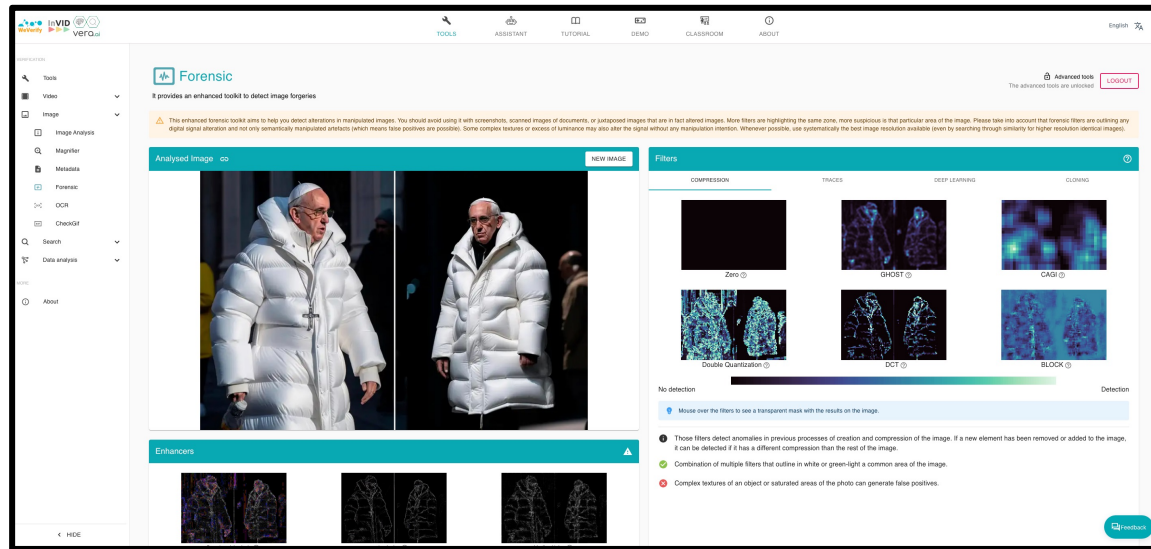 WeVerify
InVID
vera.ai
TOOLS
ASSISTANT
TUTORIAL
DEMO
CLASSROOM
ABOUT
English
NAVIGATION
Tools
Video
Image
Image Analysis
Magnifier
Metadata
Forensic
OCR
CheckGif
Search
Data analysis
MORE
About
HIDE
Forensic
It provides an enhanced toolkit to detect image forgeries
Advanced tools
The advanced tools are unlocked
LOGOUT
This enhanced forensic toolkit aims to help you detect alterations in manipulated images. You should avoid using it with screenshots, scanned images of documents, or juxtaposed images that are in fact altered images. More filters are highlighting the same zone, more suspicious is that particular area of the image. Please take into account that forensic filters are outlining any
digital signal alteration and not only semantically manipulated artefacts (which means false positives are possible). Some complex textures or excess of luminance may also alter the signal without any manipulation intention. Whenever possible, use systematically the best image resolution available (even by searching through similarity for higher resolution identical images).
Analysed Image
NEW IMAGE
Enhancers
Filters
COMPRESSION
TRACES
DEEP LEARNING
CLONING
Zero
GHOST
CAGI
Double Quantization
DCT
BLOCK
No detection
Detection
Mouse over the filters to see a transparent mask with the results on the image.
Those filters detect anomalies in previous processes of creation and compression of the image. If a new element has been removed or added to the image,
it can be detected if it has a different compression than the rest of the image.
Combination of multiple filters that outline in white or green-light a common area of the image.
Complex textures of an object or saturated areas of the photo can generate false positives.
Feedback